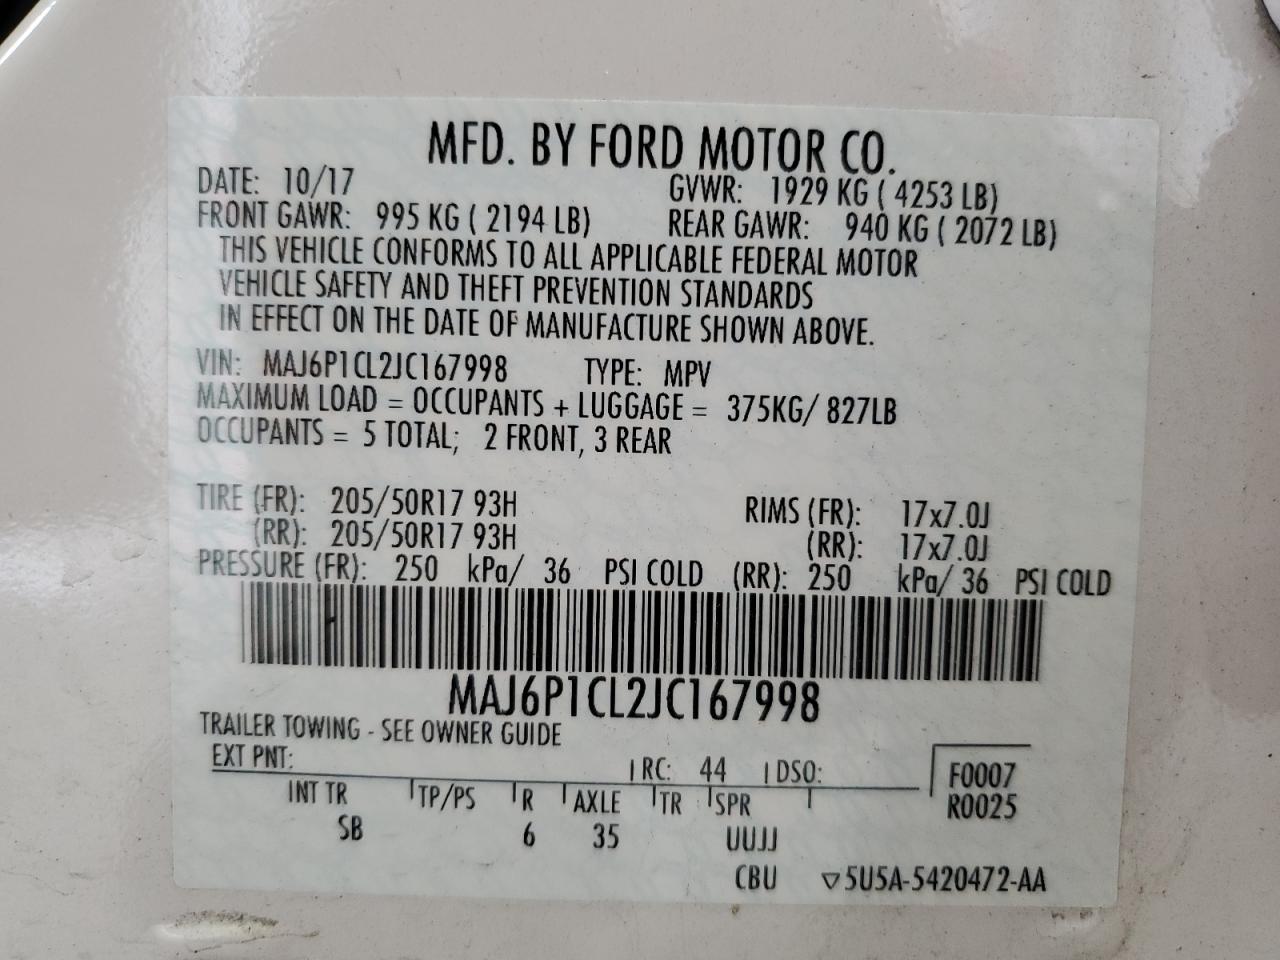 MFD. BY FORD MOTOR CO.
DATE: 10/17 GVWR: 1929 KG ( 4253 LB)
FRONT GAWR: 995 KG ( 2194 LB) REAR GAWR: 940 KG ( 2072 LB)
THIS VEHICLE CONFORMS TO ALL APPLICABLE FEDERAL MOTOR
VEHICLE SAFETY AND THEFT PREVENTION STANDARDS
IN EFFECT ON THE DATE OF MANUFACTURE SHOWN ABOVE.
VIN: MAJ6P1CL2JC167998 TYPE: MPV
MAXIMUM LOAD = OCCUPANTS + LUGGAGE = 375KG/ 827LB
OCCUPANTS = 5 TOTAL; 2 FRONT, 3 REAR
TIRE (FR): 205/50R17 93H RIMS (FR): 17x7.0J
(RR): 205/50R17 93H (RR): 17x7.0J
PRESSURE (FR): 250 kPa/ 36 PSI COLD (RR): 250 kPa/ 36 PSI COLD
MAJ6P1CL2JC167998
TRAILER TOWING - SEE OWNER GUIDE
EXT PNT: RC: 44 DSO: F0007
INT TR TP/PS R AXLE TR SPR R0025
SB 6 35 UUJJ
CBU ▽5U5A-5420472-AA